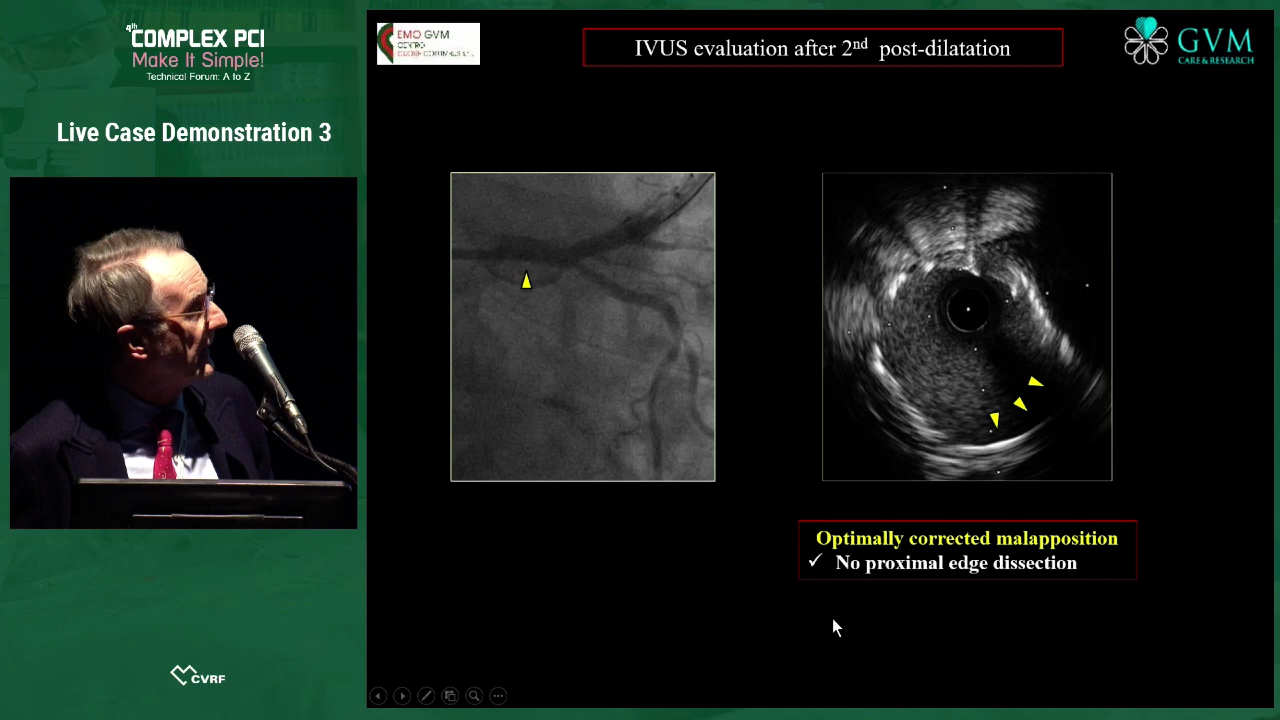 4th
COMPLEX PCI
Make It Simple!
Technical Forum: A to Z
Live Case Demonstration 3
CVRF
EMO GVM
CENTRO
CUORE COLUMBUS s.r.l.
IVUS evaluation after 2nd post-dilatation
GVM
CARE & RESEARCH
Optimally corrected malapposition
✓ No proximal edge dissection